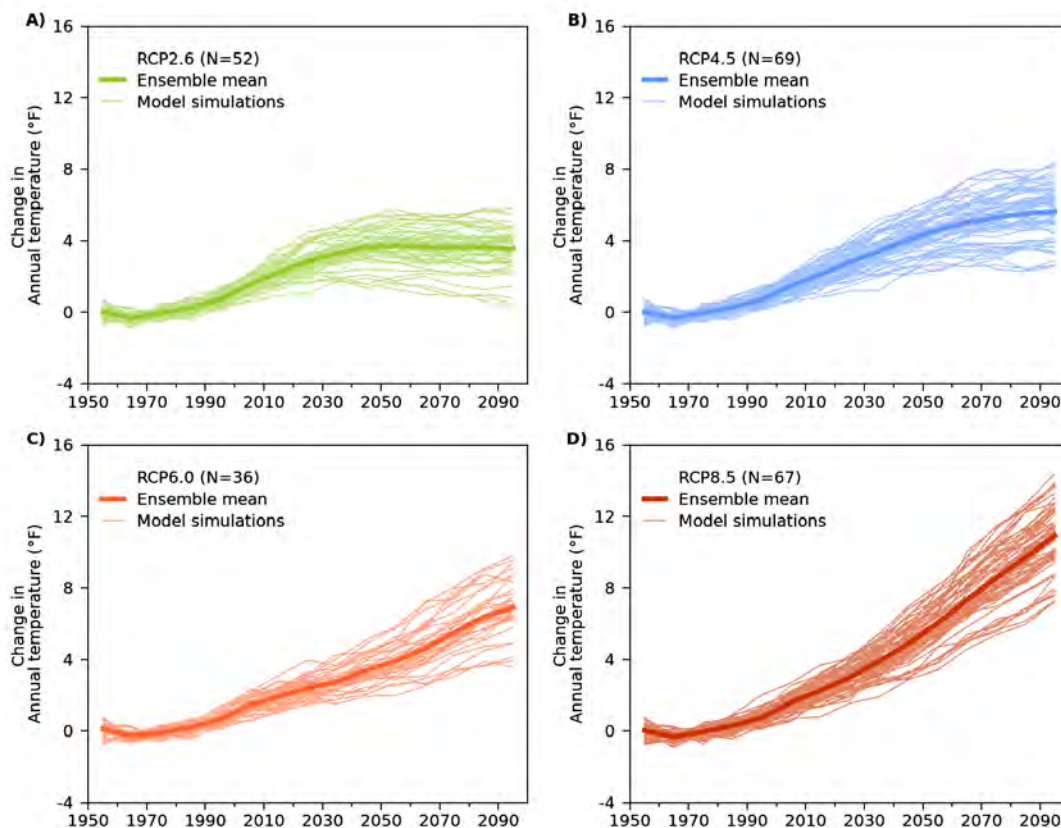 A)
16
12
8
4
0
-4
Change in
Annual temperature (°F)
RCP2.6 (N=52)
Ensemble mean
Model simulations
1950 1970 1990 2010 2030 2050 2070 2090
B)
16
12
8
4
0
-4
Change in
Annual temperature (°F)
RCP4.5 (N=69)
Ensemble mean
Model simulations
1950 1970 1990 2010 2030 2050 2070 2090
C)
16
12
8
4
0
-4
Change in
Annual temperature (°F)
RCP6.0 (N=36)
Ensemble mean
Model simulations
1950 1970 1990 2010 2030 2050 2070 2090
D)
16
12
8
4
0
-4
Change in
Annual temperature (°F)
RCP8.5 (N=67)
Ensemble mean
Model simulations
1950 1970 1990 2010 2030 2050 2070 2090